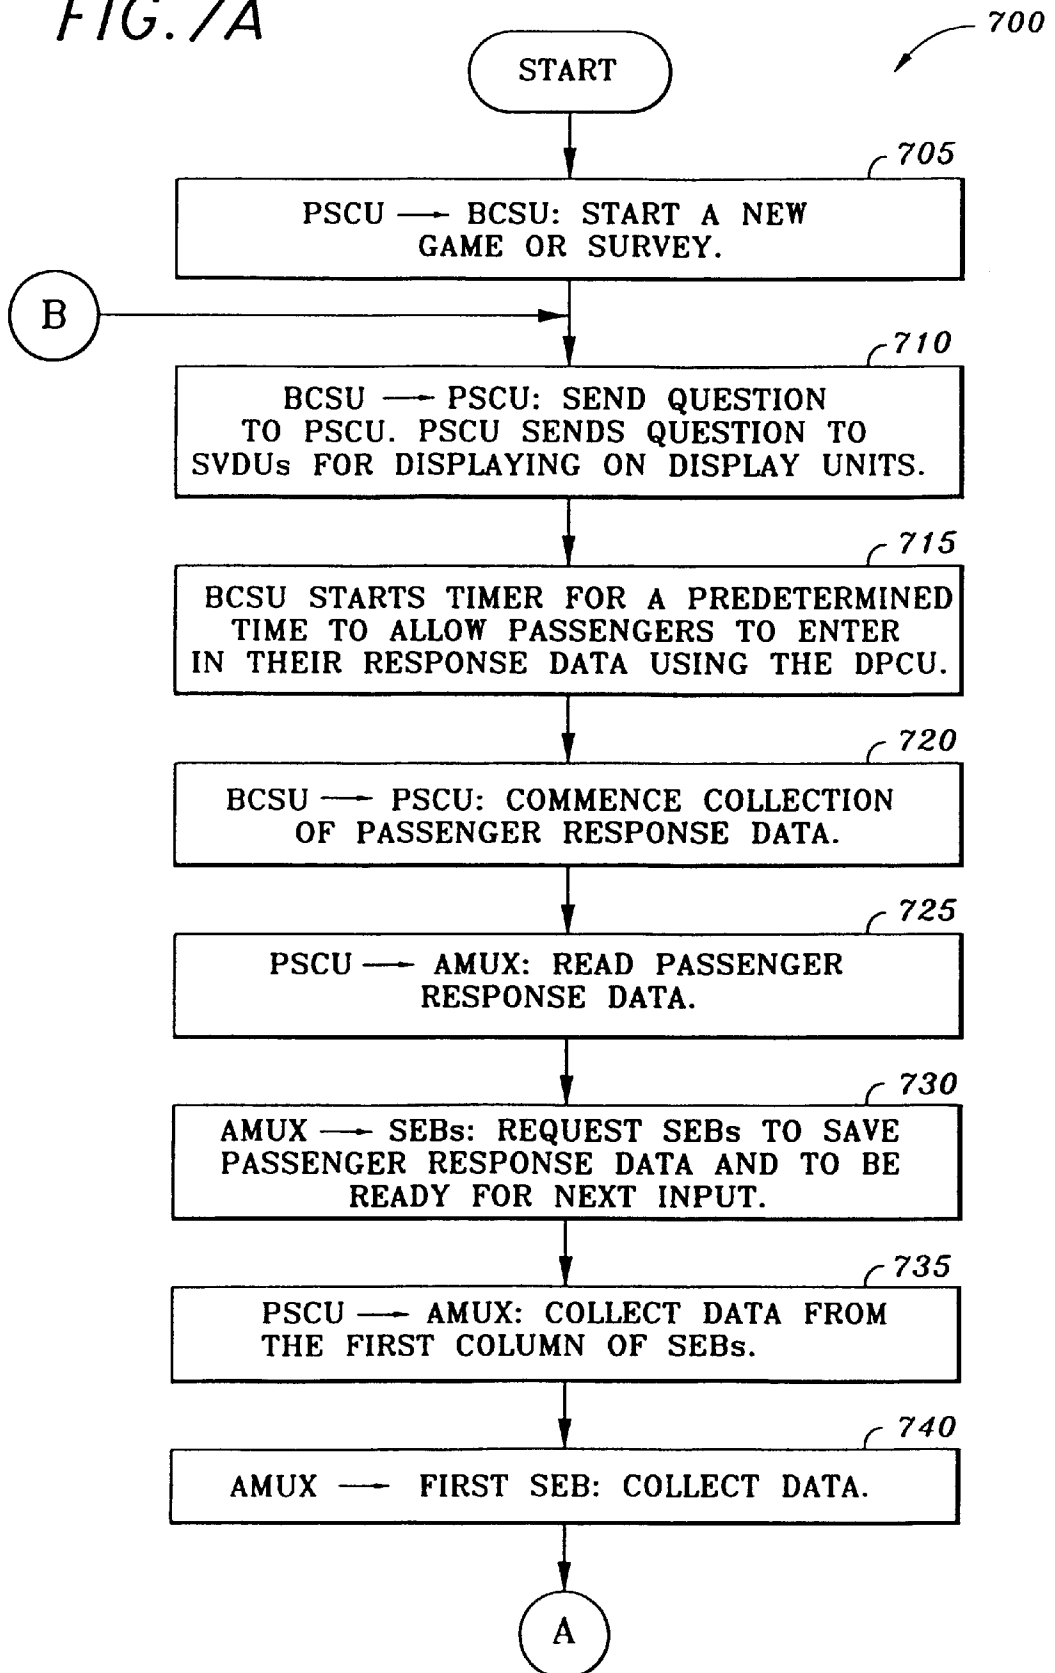 FIG. 7A
700
START
705
PSCU → BCSU: START A NEW
GAME OR SURVEY.
B
710
BCSU → PSCU: SEND QUESTION
TO PSCU. PSCU SENDS QUESTION TO
SVDUs FOR DISPLAYING ON DISPLAY UNITS.
715
BCSU STARTS TIMER FOR A PREDETERMINED
TIME TO ALLOW PASSENGERS TO ENTER
IN THEIR RESPONSE DATA USING THE DPCU.
720
BCSU → PSCU: COMMENCE COLLECTION
OF PASSENGER RESPONSE DATA.
725
PSCU → AMUX: READ PASSENGER
RESPONSE DATA.
730
AMUX → SEBs: REQUEST SEBs TO SAVE
PASSENGER RESPONSE DATA AND TO BE
READY FOR NEXT INPUT.
735
PSCU → AMUX: COLLECT DATA FROM
THE FIRST COLUMN OF SEBs.
740
AMUX → FIRST SEB: COLLECT DATA.
A